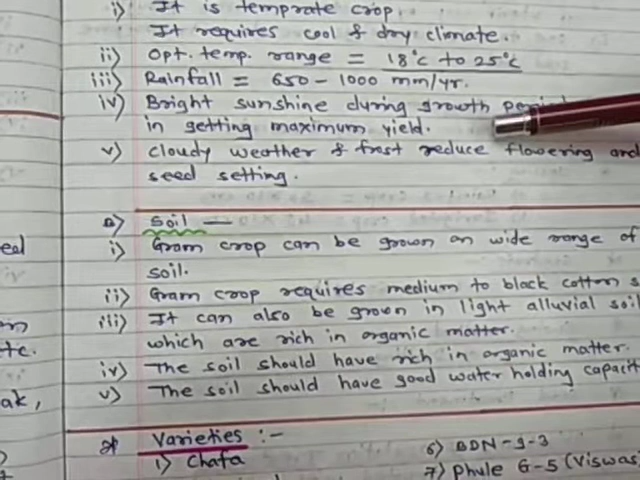 i) It is temprate crop.
It requires cool & dry climate.
ii) Opt. temp. range = 18°c to 25°c
iii) Rainfall = 650 - 1000 mm/yr.
iv) Bright sunshine during growth
in getting maximum yield.
v) cloudy weather & frost reduce flowering and
seed setting.
Soil —
i) Gram crop can be grown on wide range of
soil.
ii) Gram crop requires medium to black cotton s
iii) It can also be grown in light alluvial soil
which are rich in organic matter.
iv) The soil should have rich in organic matter.
v) The soil should have good water holding capacit
* Varieties :-
1) Chafa
6) BDN-9-3
7) Phule G-5 (Viswas)
eal
te.
ak,